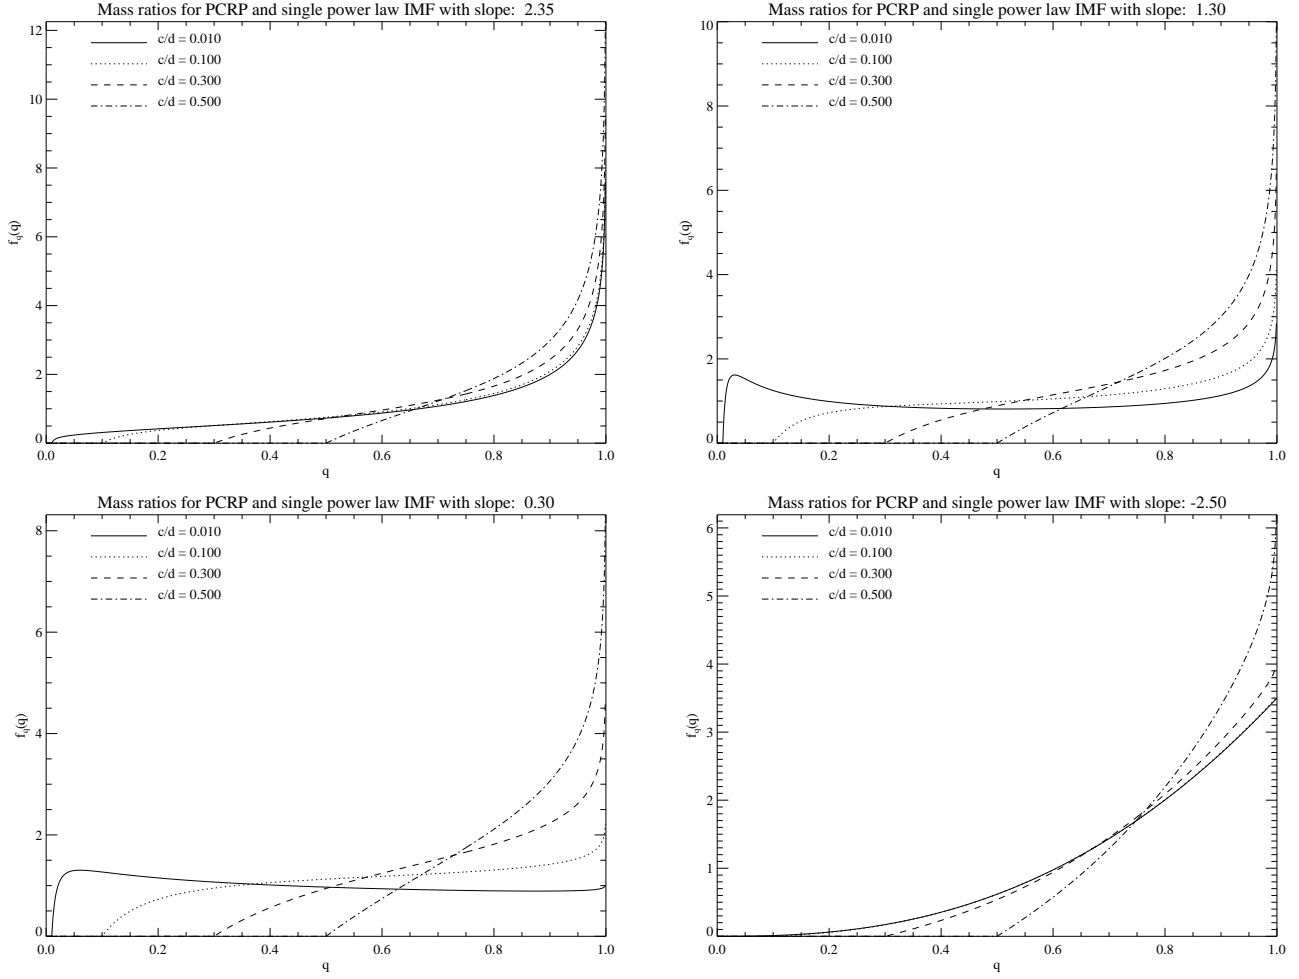 Mass ratios for PCRP and single power law IMF with slope: 2.35
c/d = 0.010
c/d = 0.100
c/d = 0.300
c/d = 0.500
12
10
8
6
4
2
0
fq(q)
0.0 0.2 0.4 0.6 0.8 1.0
q
Mass ratios for PCRP and single power law IMF with slope: 1.30
c/d = 0.010
c/d = 0.100
c/d = 0.300
c/d = 0.500
10
8
6
4
2
0
fq(q)
0.0 0.2 0.4 0.6 0.8 1.0
q
Mass ratios for PCRP and single power law IMF with slope: 0.30
c/d = 0.010
c/d = 0.100
c/d = 0.300
c/d = 0.500
8
6
4
2
0
fq(q)
0.0 0.2 0.4 0.6 0.8 1.0
q
Mass ratios for PCRP and single power law IMF with slope: -2.50
c/d = 0.010
c/d = 0.100
c/d = 0.300
c/d = 0.500
6
5
4
3
2
1
0
fq(q)
0.0 0.2 0.4 0.6 0.8 1.0
q